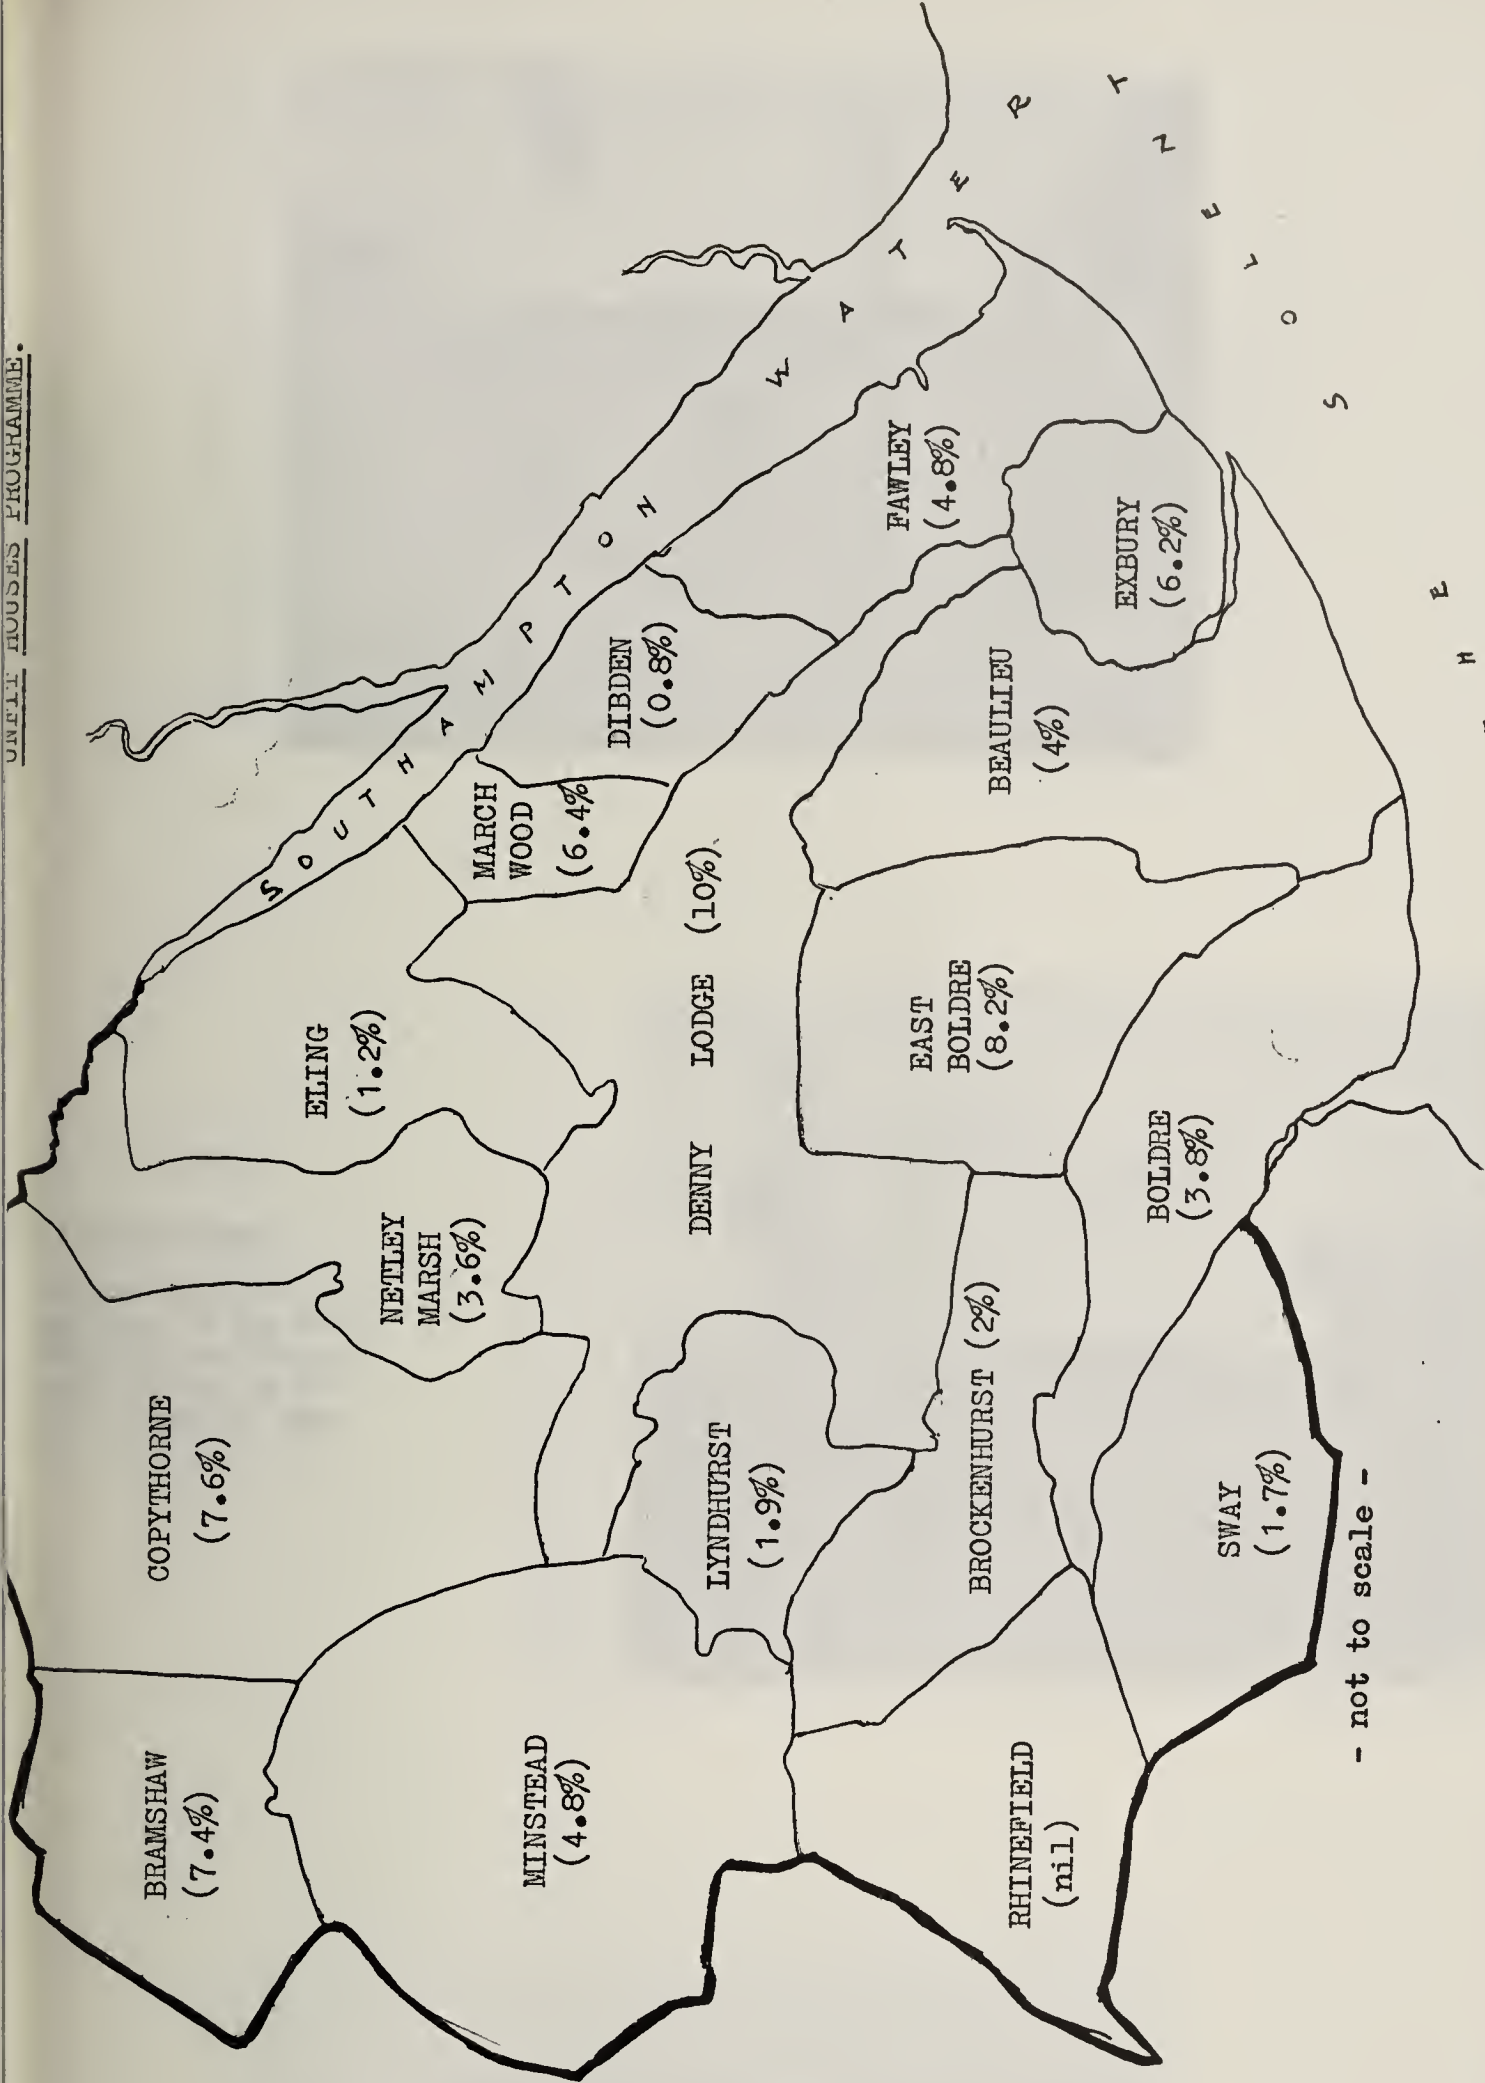 UNFIT HOUSES PROGRAMME.
BRAMSHAW
(7.4%)
COPYTHORNE
(7.6%)
ELING
(1.2%)
NETLEY
MARSH
(3.6%)
SOUTHAMPTON WATER
MARCH
WOOD
(6.4%)
DIBDEN
(0.8%)
MINSTEAD
(4.8%)
LYNDHURST
(1.9%)
DENNY LODGE (10%)
FAWLEY
(4.8%)
EAST
BOLDRE
(8.2%)
BEAULIEU
(4%)
EXBURY
(6.2%)
RHINEFIELD
(nil)
BROCKENHURST (2%)
BOLDRE
(3.8%)
SWAY
(1.7%)
HE SOLENT
- not to scale -